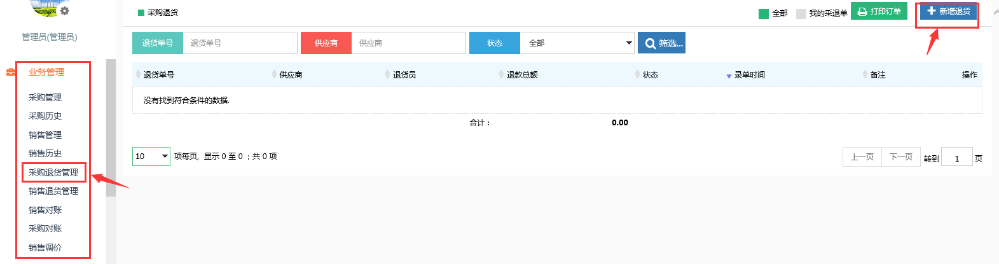 管理员(管理员)
业务管理
采购管理
采购历史
销售管理
销售历史
采购退货管理
销售退货管理
销售对账
采购对账
销售调价
采购退货
全部 我的采退单 打印订单 新增退货
退货单号 退货单号 供应商 供应商 状态 全部 筛选...
退货单号 供应商 退货员 退款总额 状态 录单时间 备注 操作
没有找到符合条件的数据.
合计： 0.00
10 项每页, 显示 0 至 0 ；共 0 项
上一页 下一页 转到 1 页